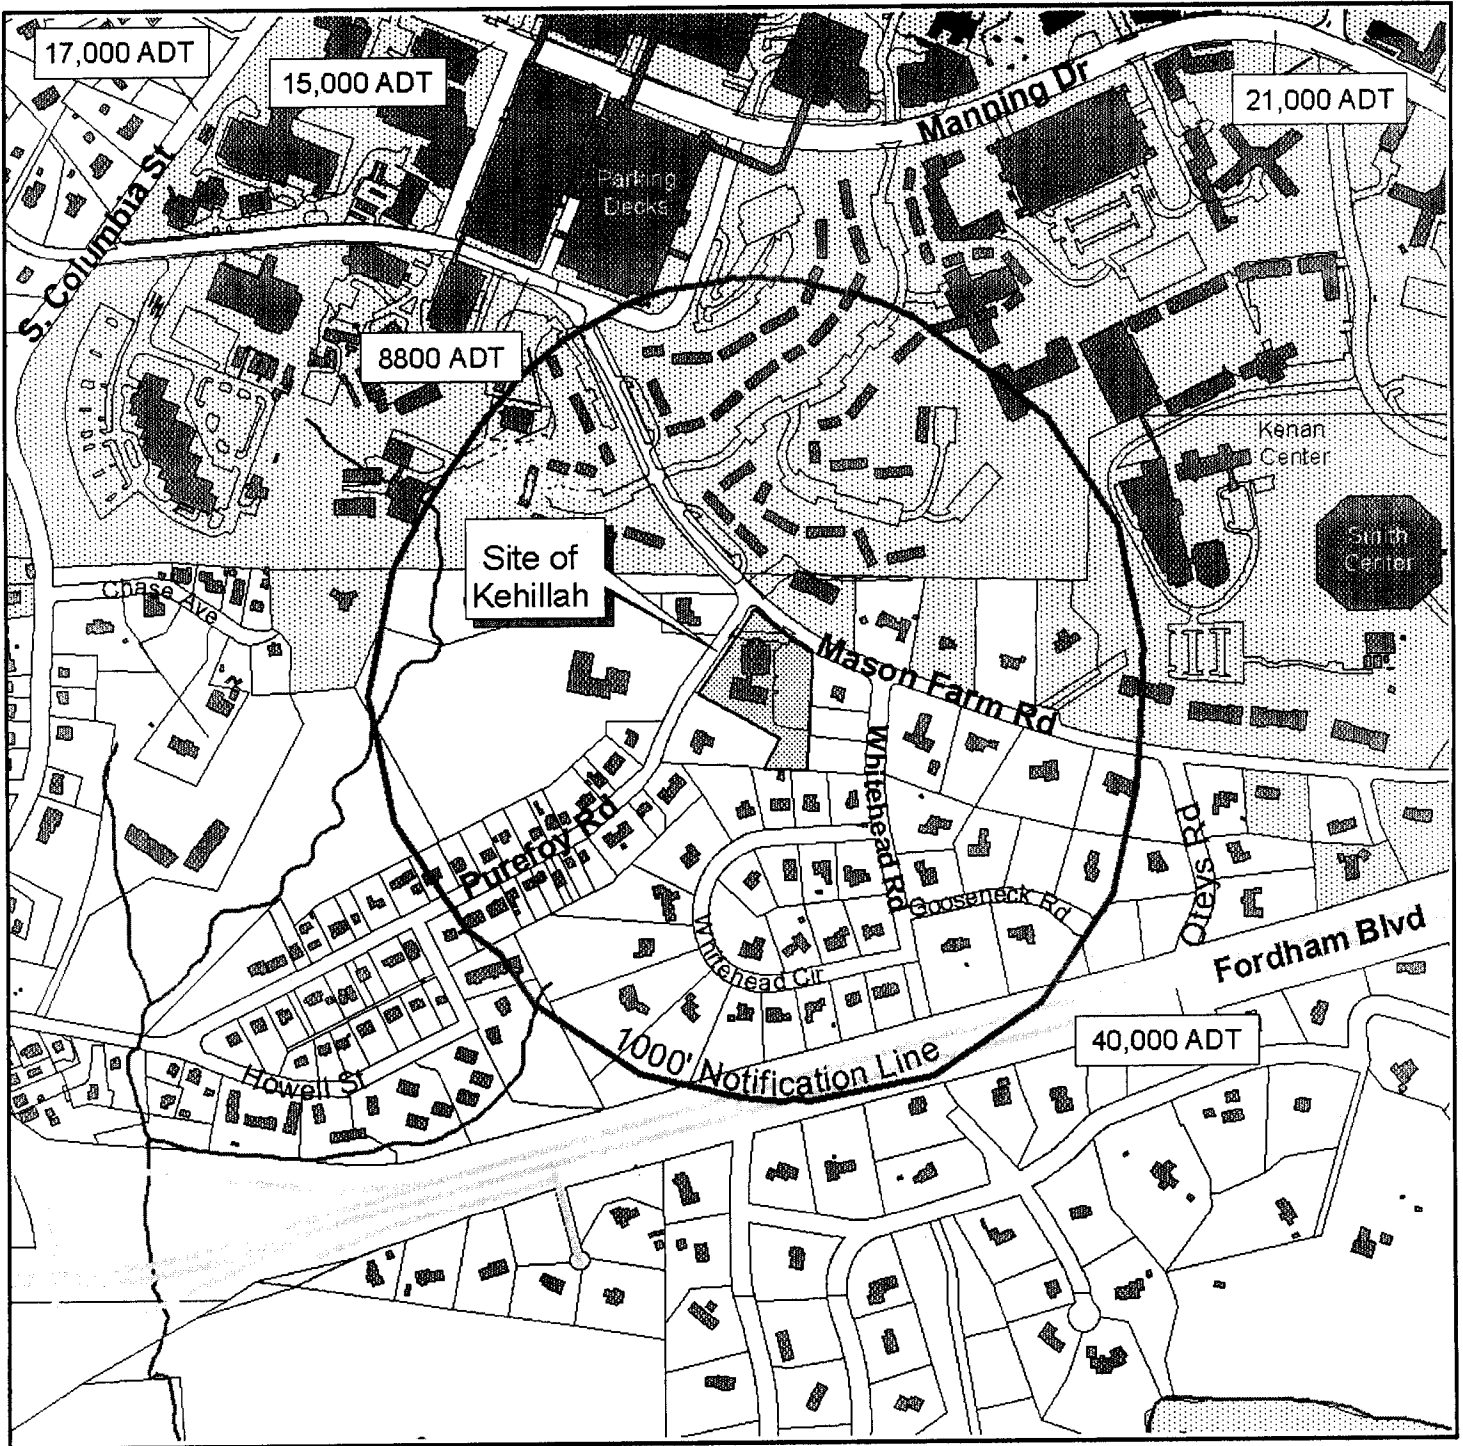 17,000 ADT
15,000 ADT
Manning Dr
21,000 ADT
S. Columbia St
Parking
Decks
8800 ADT
Kenan
Center
Smith
Center
Site of
Kehillah
Chase Ave
Mason Farm Rd
Whitehead Rd
Purefoy Rd
Oteys Rd
Gooseneck Rd
Whitehead Cir
Fordham Blvd
40,000 ADT
1000' Notification Line
Howell St